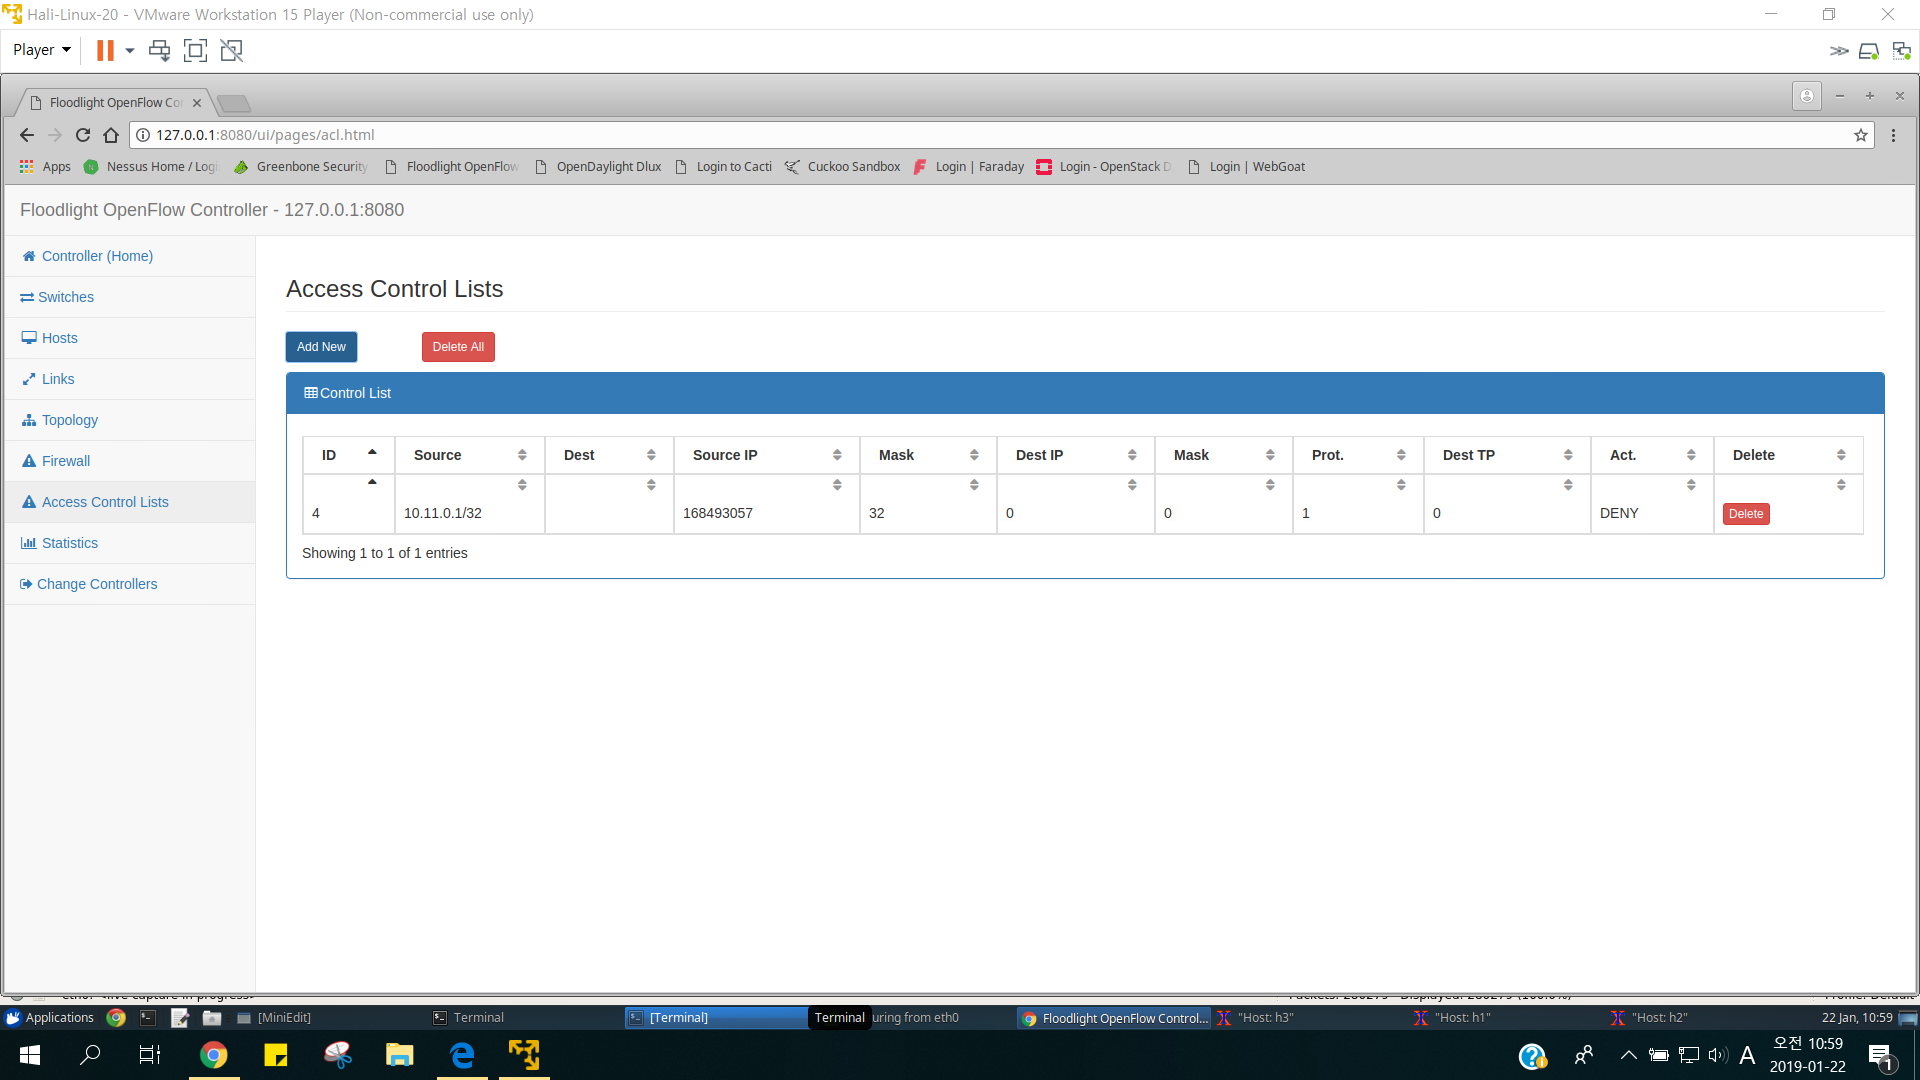 Hali-Linux-20 - VMware Workstation 15 Player (Non-commercial use only)
Player
Floodlight OpenFlow Co
127.0.0.1:8080/ui/pages/acl.html
Apps Nessus Home / Logi Greenbone Security Floodlight OpenFlow OpenDaylight Dlux Login to Cacti Cuckoo Sandbox Login | Faraday Login - OpenStack D Login | WebGoat
Floodlight OpenFlow Controller - 127.0.0.1:8080
Controller (Home)
Switches
Hosts
Links
Topology
Firewall
Access Control Lists
Statistics
Change Controllers
Access Control Lists
Add New Delete All
Control List
ID Source Dest Source IP Mask Dest IP Mask Prot. Dest TP Act. Delete
4 10.11.0.1/32 168493057 32 0 0 1 0 DENY Delete
Showing 1 to 1 of 1 entries
Applications [MiniEdit] Terminal [Terminal] Terminal uring from eth0 Floodlight OpenFlow Control... "Host: h3" "Host: h1" "Host: h2" 22 Jan, 10:59
A
오전 10:59
2019-01-22
1